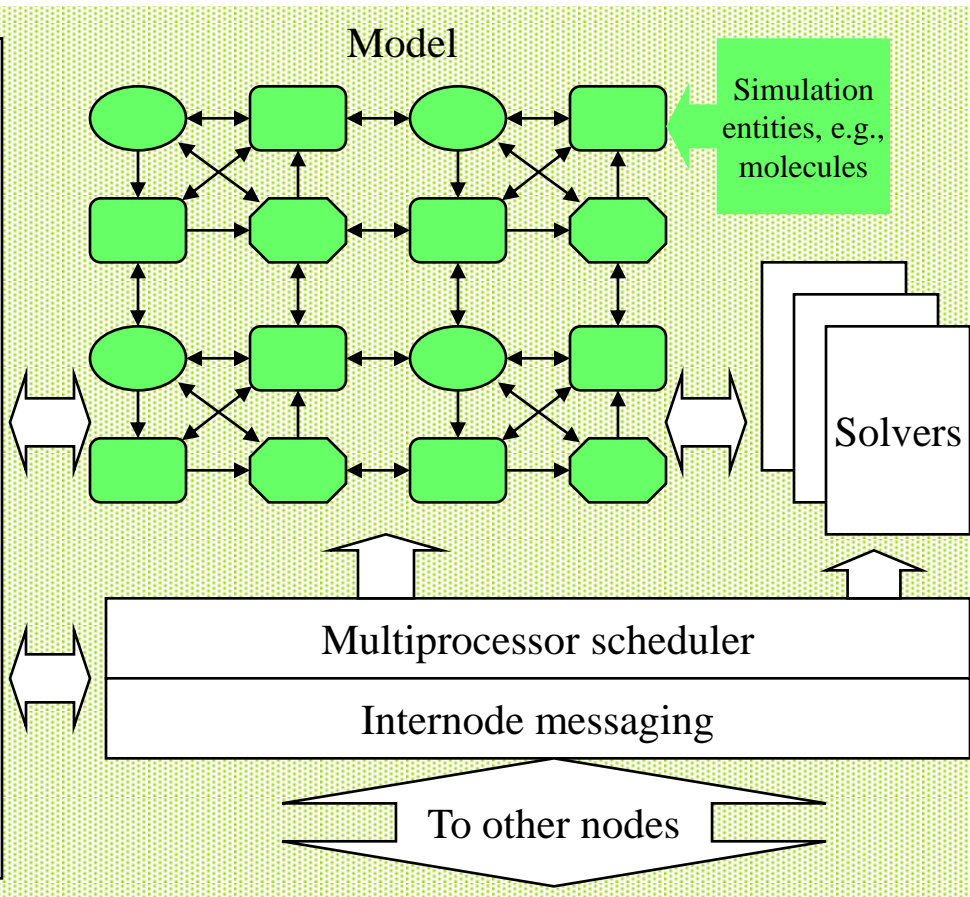 Model
Simulation
entities, e.g.,
molecules
Solvers
Multiprocessor scheduler
Internode messaging
To other nodes